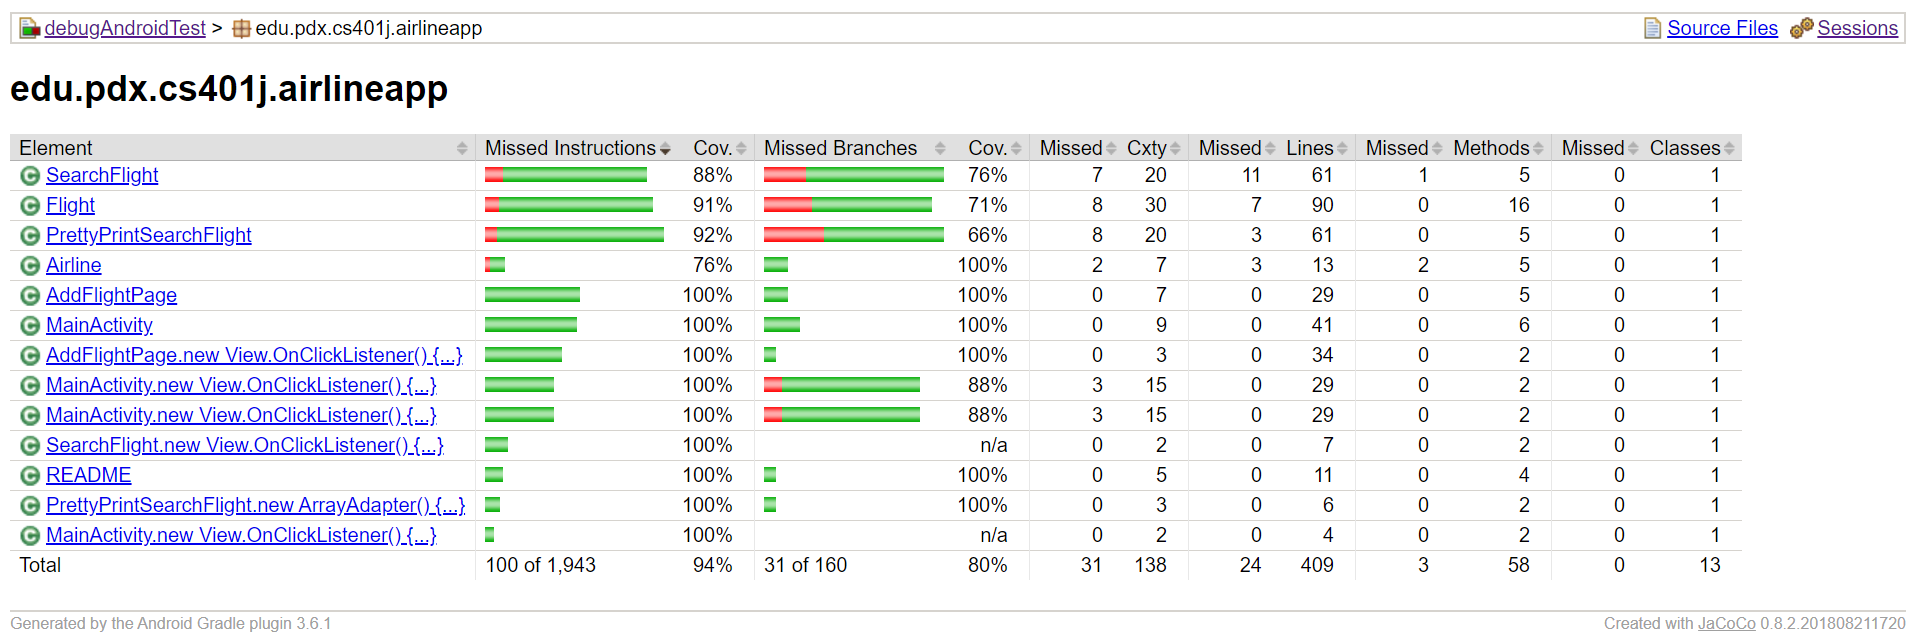 debugAndroidTest > edu.pdx.cs401j.airlineapp Source Files Sessions
edu.pdx.cs401j.airlineapp
Element Missed Instructions Cov. Missed Branches Cov. Missed Cxty Missed Lines Missed Methods Missed Classes
SearchFlight 88% 76% 7 20 11 61 1 5 0 1
Flight 91% 71% 8 30 7 90 0 16 0 1
PrettyPrintSearchFlight 92% 66% 8 20 3 61 0 5 0 1
Airline 76% 100% 2 7 3 13 2 5 0 1
AddFlightPage 100% 100% 0 7 0 29 0 5 0 1
MainActivity 100% 100% 0 9 0 41 0 6 0 1
AddFlightPage.new View.OnClickListener() {...} 100% 100% 0 3 0 34 0 2 0 1
MainActivity.new View.OnClickListener() {...} 100% 88% 3 15 0 29 0 2 0 1
MainActivity.new View.OnClickListener() {...} 100% 88% 3 15 0 29 0 2 0 1
SearchFlight.new View.OnClickListener() {...} 100% n/a 0 2 0 7 0 2 0 1
README 100% 100% 0 5 0 11 0 4 0 1
PrettyPrintSearchFlight.new ArrayAdapter() {...} 100% 100% 0 3 0 6 0 2 0 1
MainActivity.new View.OnClickListener() {...} 100% n/a 0 2 0 4 0 2 0 1
Total 100 of 1,943 94% 31 of 160 80% 31 138 24 409 3 58 0 13
Generated by the Android Gradle plugin 3.6.1 Created with JaCoCo 0.8.2.201808211720